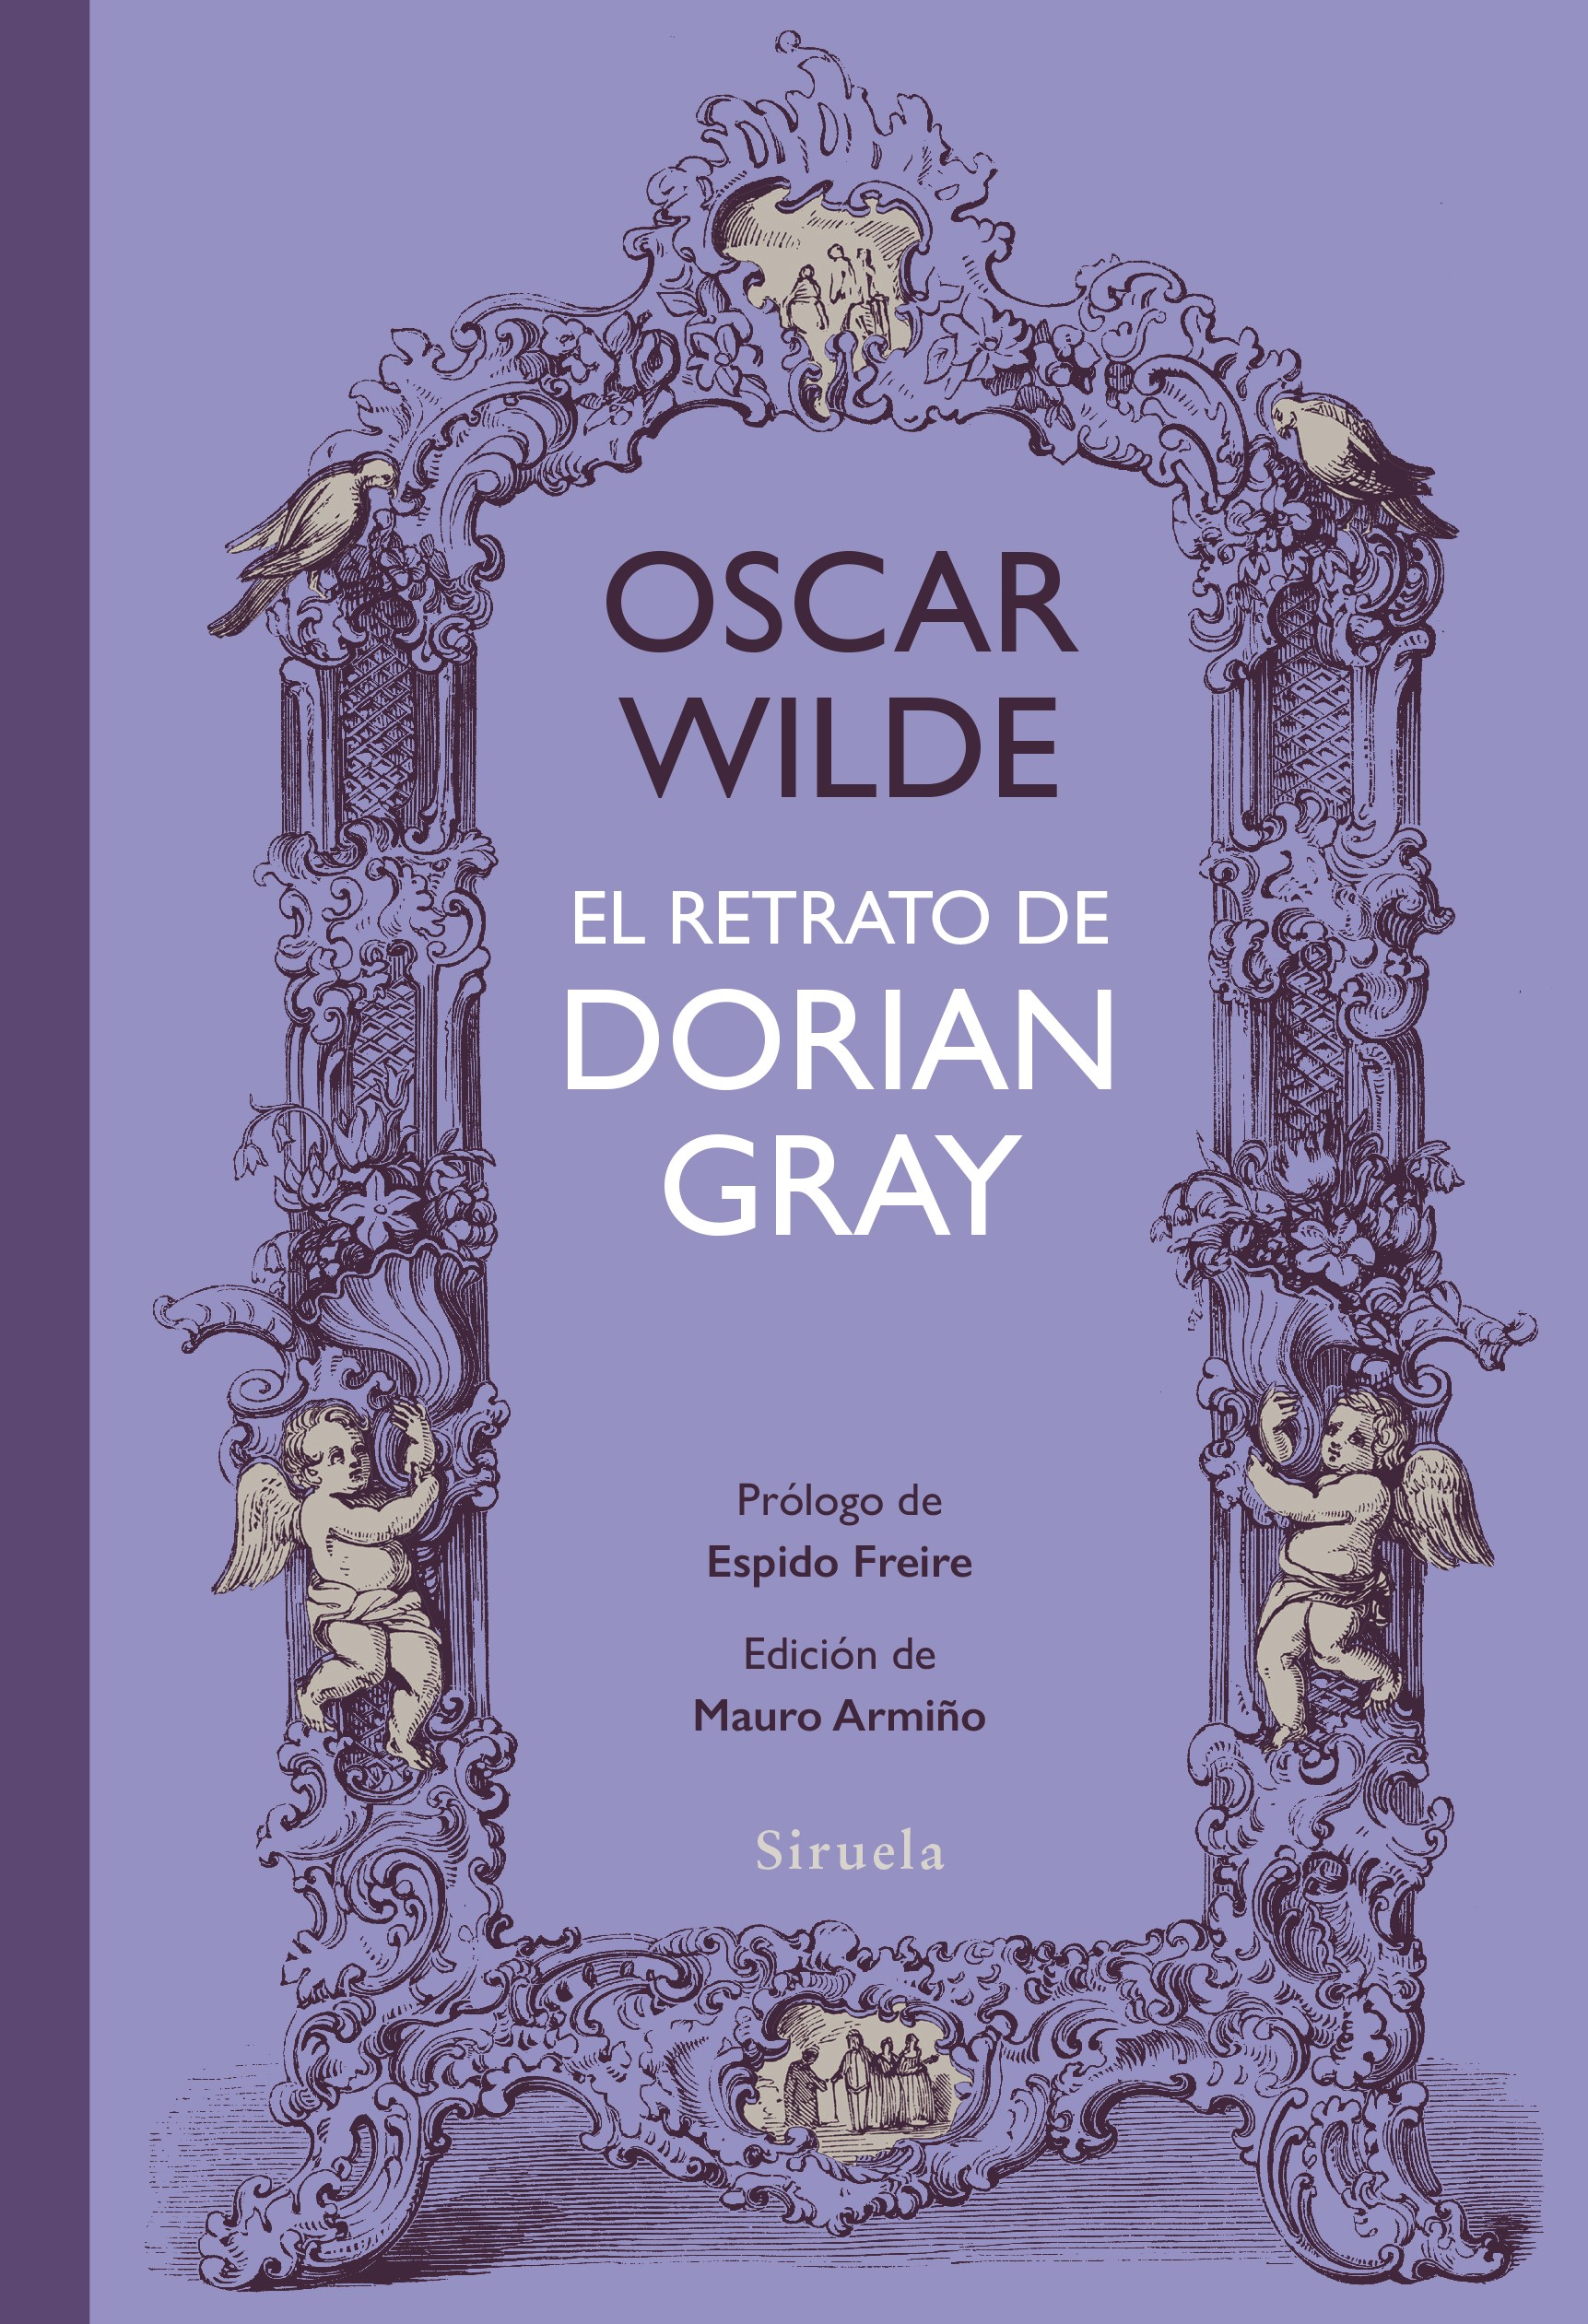 OSCAR
WILDE
EL RETRATO DE
DORIAN
GRAY
Prólogo de
Espido Freire
Edición de
Mauro Armiño
Siruela